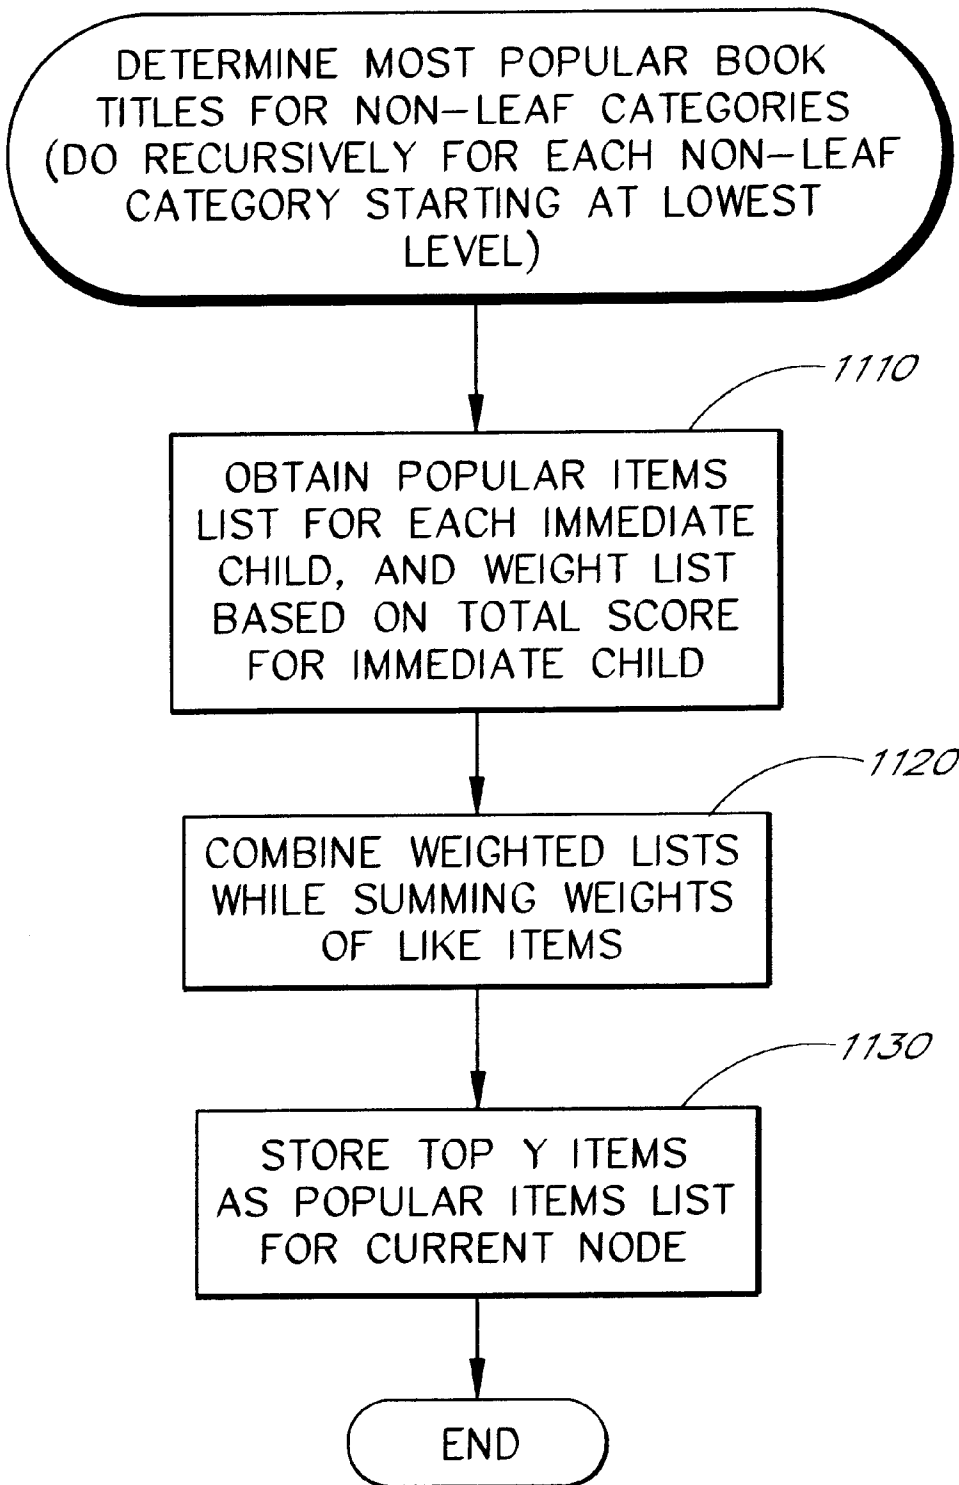 DETERMINE MOST POPULAR BOOK
TITLES FOR NON-LEAF CATEGORIES
(DO RECURSIVELY FOR EACH NON-LEAF
CATEGORY STARTING AT LOWEST
LEVEL)
1110
OBTAIN POPULAR ITEMS
LIST FOR EACH IMMEDIATE
CHILD, AND WEIGHT LIST
BASED ON TOTAL SCORE
FOR IMMEDIATE CHILD
1120
COMBINE WEIGHTED LISTS
WHILE SUMMING WEIGHTS
OF LIKE ITEMS
1130
STORE TOP Y ITEMS
AS POPULAR ITEMS LIST
FOR CURRENT NODE
END